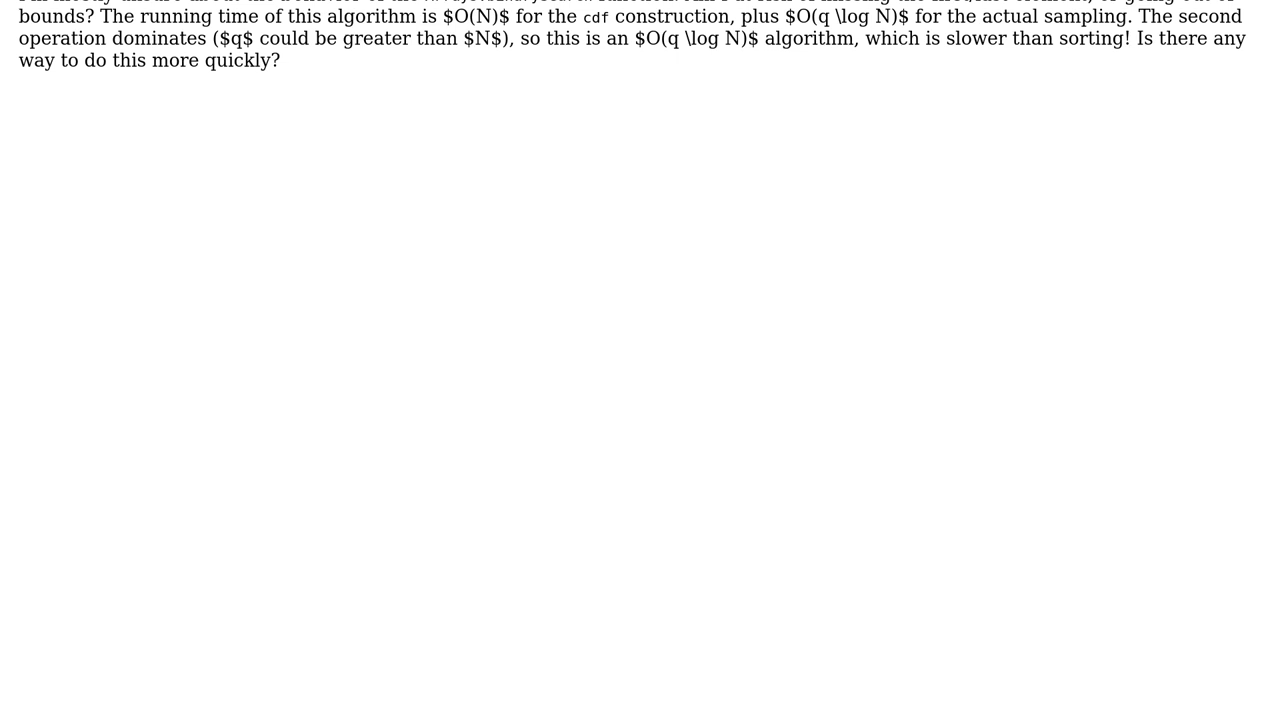 bounds? The running time of this algorithm is $O(N)$ for the cdf construction, plus $O(q \log N)$ for the actual sampling. The second
operation dominates ($q$ could be greater than $N$), so this is an $O(q \log N)$ algorithm, which is slower than sorting! Is there any
way to do this more quickly?